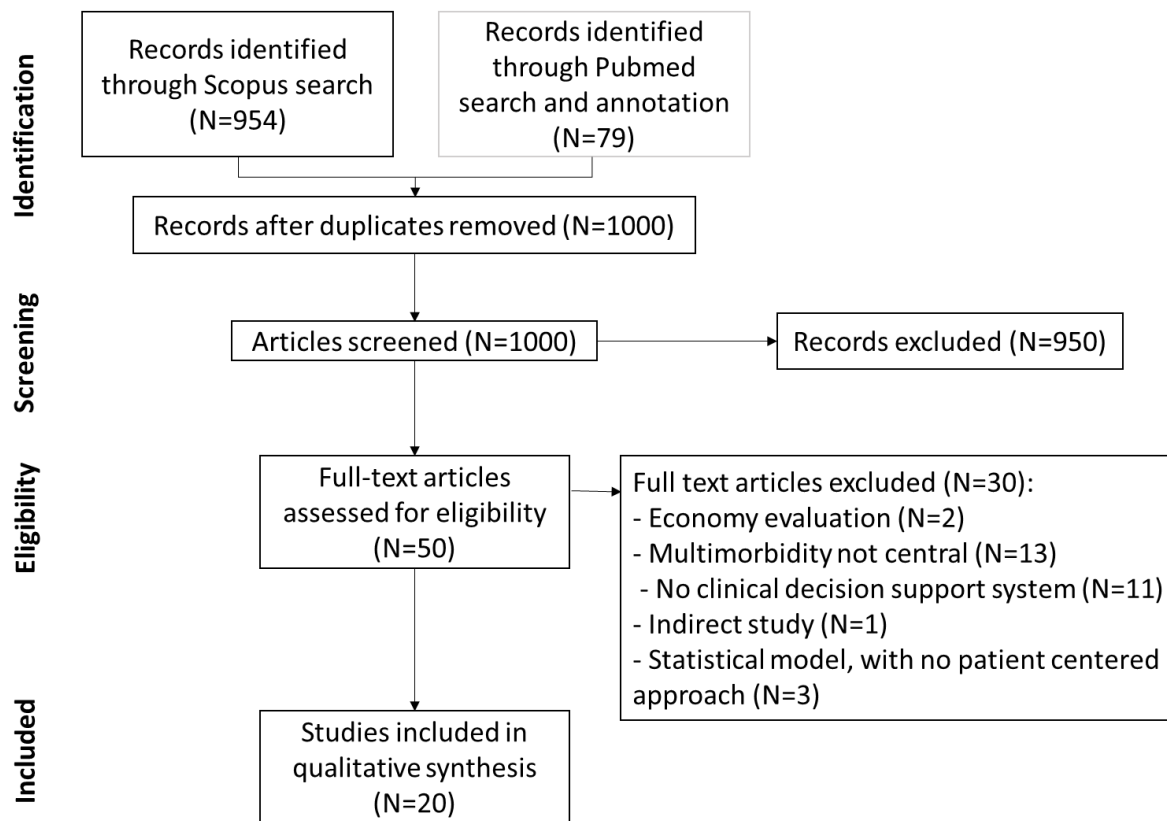 Identification
Records identified
through Scopus search
(N=954)
Records identified
through Pubmed
search and annotation
(N=79)
Records after duplicates removed (N=1000)
Screening
Articles screened (N=1000)
Records excluded (N=950)
Eligibility
Full-text articles
assessed for eligibility
(N=50)
Full text articles excluded (N=30):
- Economy evaluation (N=2)
- Multimorbidity not central (N=13)
- No clinical decision support system (N=11)
- Indirect study (N=1)
- Statistical model, with no patient centered
approach (N=3)
Included
Studies included in
qualitative synthesis
(N=20)